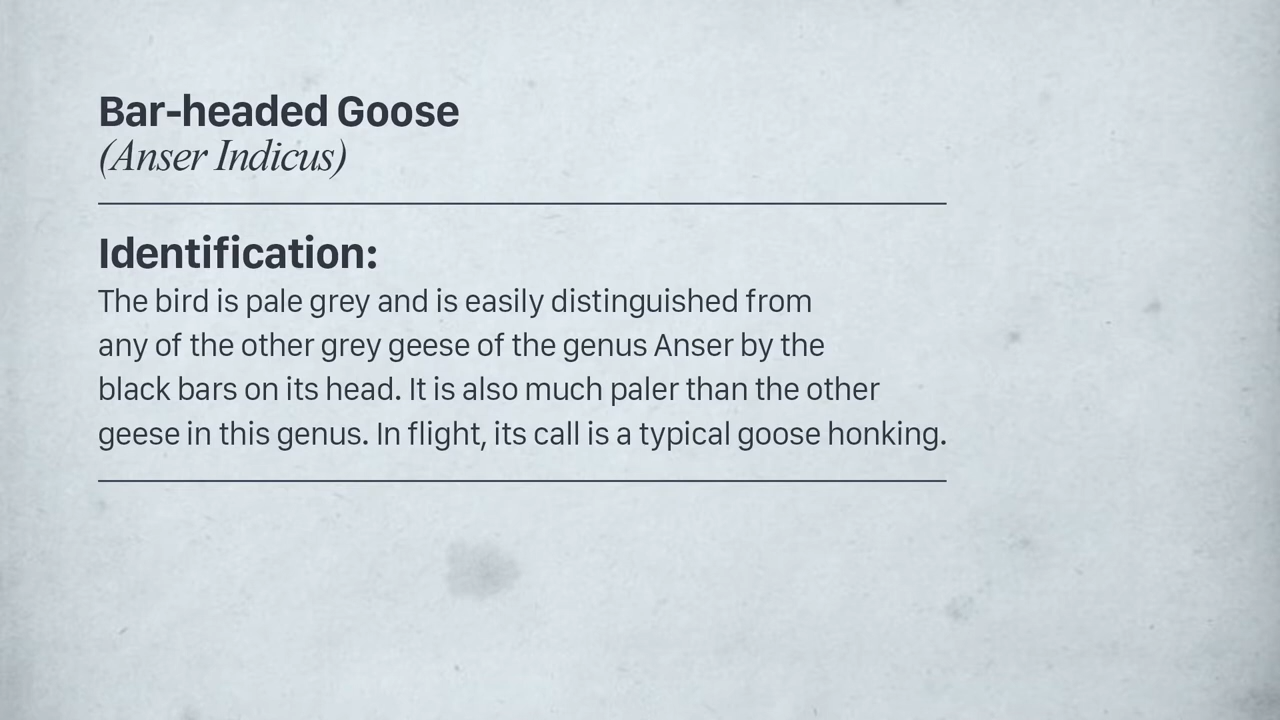 Bar-headed Goose
(Anser Indicus)
Identification:
The bird is pale grey and is easily distinguished from
any of the other grey geese of the genus Anser by the
black bars on its head. It is also much paler than the other
geese in this genus. In flight, its call is a typical goose honking.